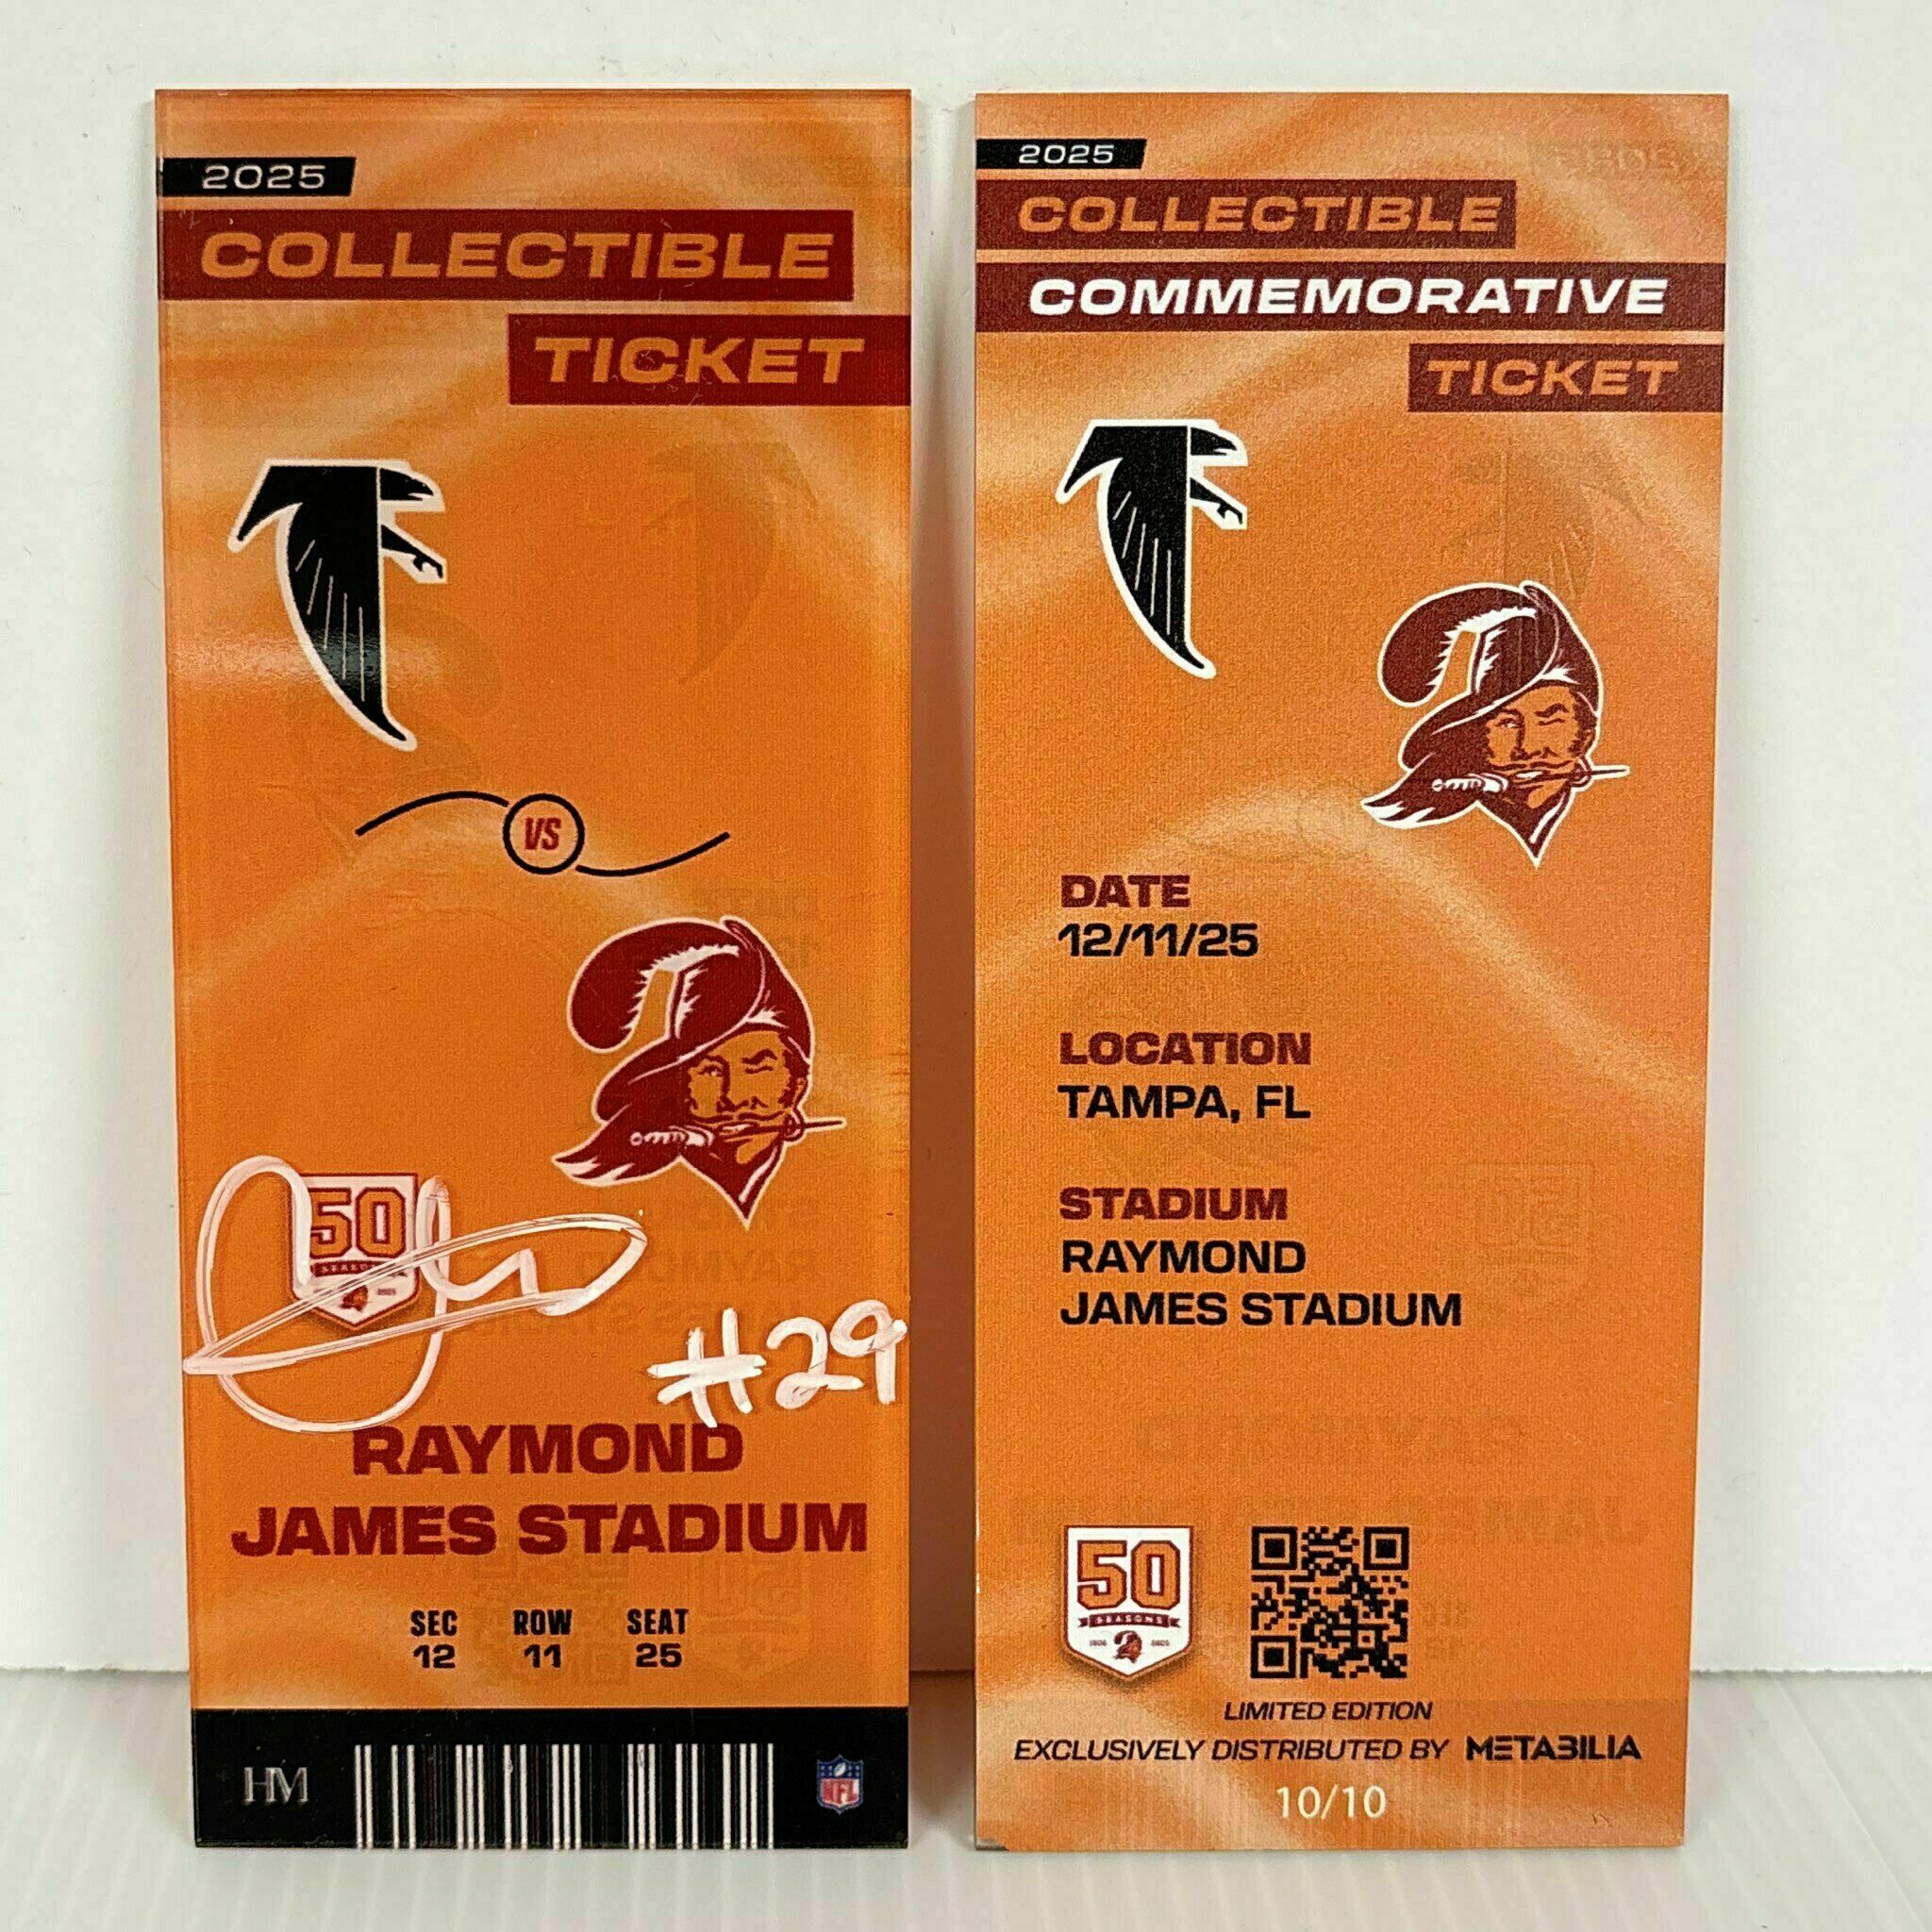 2025
COLLECTIBLE
TICKET
VS
50
SEASONS
#29
RAYMOND
JAMES STADIUM
SEC ROW SEAT
12 11 25
HM
NFL
2025
COLLECTIBLE
COMMEMORATIVE
TICKET
DATE
12/11/25
LOCATION
TAMPA, FL
STADIUM
RAYMOND
JAMES STADIUM
50
SEASONS
LIMITED EDITION
EXCLUSIVELY DISTRIBUTED BY METABILIA
10/10